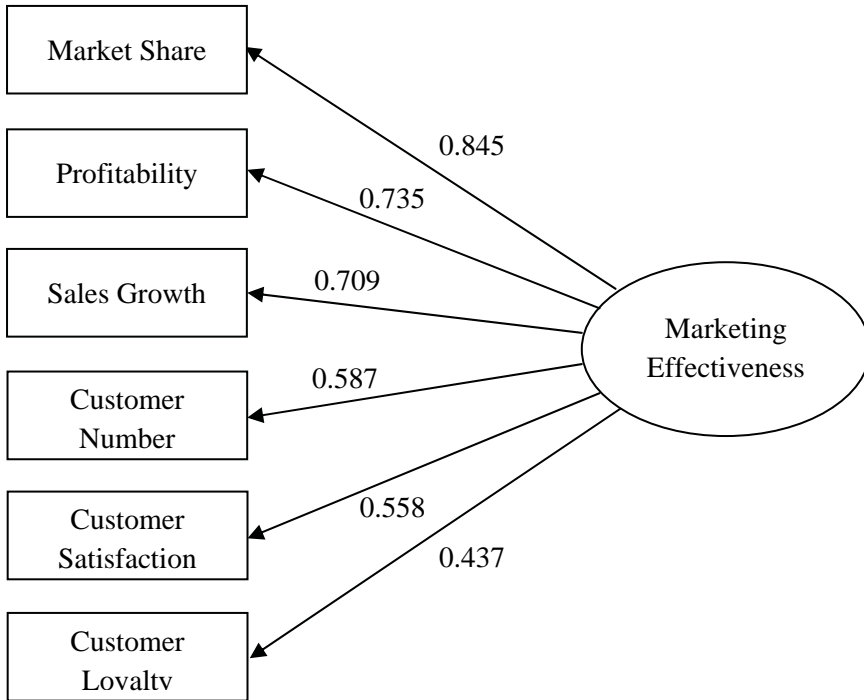 Market Share
0.845
Profitability
0.735
Sales Growth
0.709
Marketing
Effectiveness
Customer
Number
0.587
Customer
Satisfaction
0.558
0.437
Customer
Loyalty